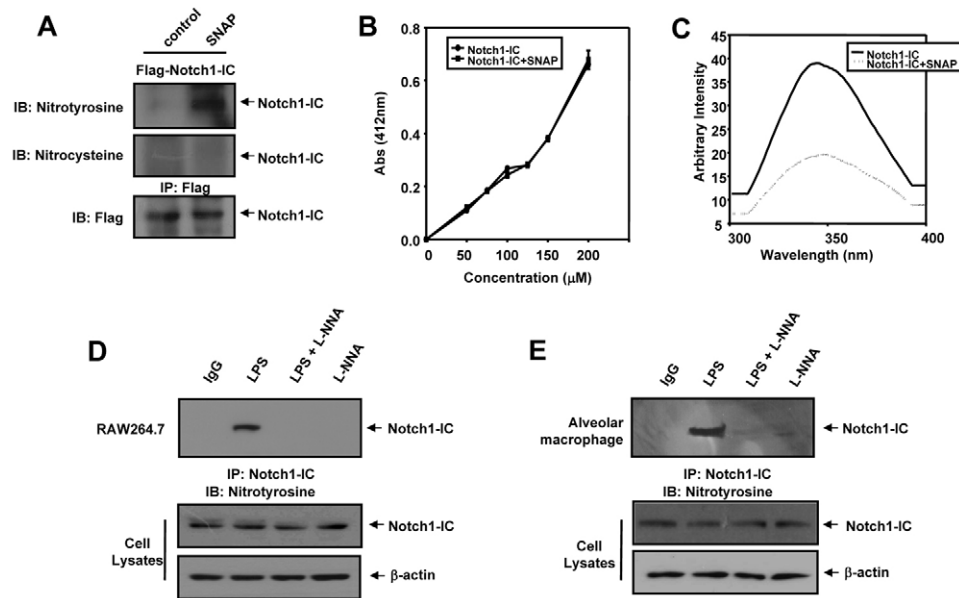 A
control
SNAP
Flag-Notch1-IC
IB: Nitrotyrosine
Notch1-IC
IB: Nitrocysteine
Notch1-IC
IP: Flag
IB: Flag
Notch1-IC
B
Notch1-IC
Notch1-IC+SNAP
0.8
0.6
0.4
0.2
0.0
Abs (412nm)
0
50
75
100
125
150
200
Concentration (μM)
C
Notch1-IC
Notch1-IC+SNAP
45
40
35
30
25
20
15
10
5
Arbitrary Intensity
300
350
400
Wavelength (nm)
D
IgG
LPS
LPS + L-NNA
L-NNA
RAW264.7
Notch1-IC
IP: Notch1-IC
IB: Nitrotyrosine
Cell
Lysates
Notch1-IC
β-actin
E
IgG
LPS
LPS + L-NNA
L-NNA
Alveolar
macrophage
Notch1-IC
IP: Notch1-IC
IB: Nitrotyrosine
Cell
Lysates
Notch1-IC
β-actin